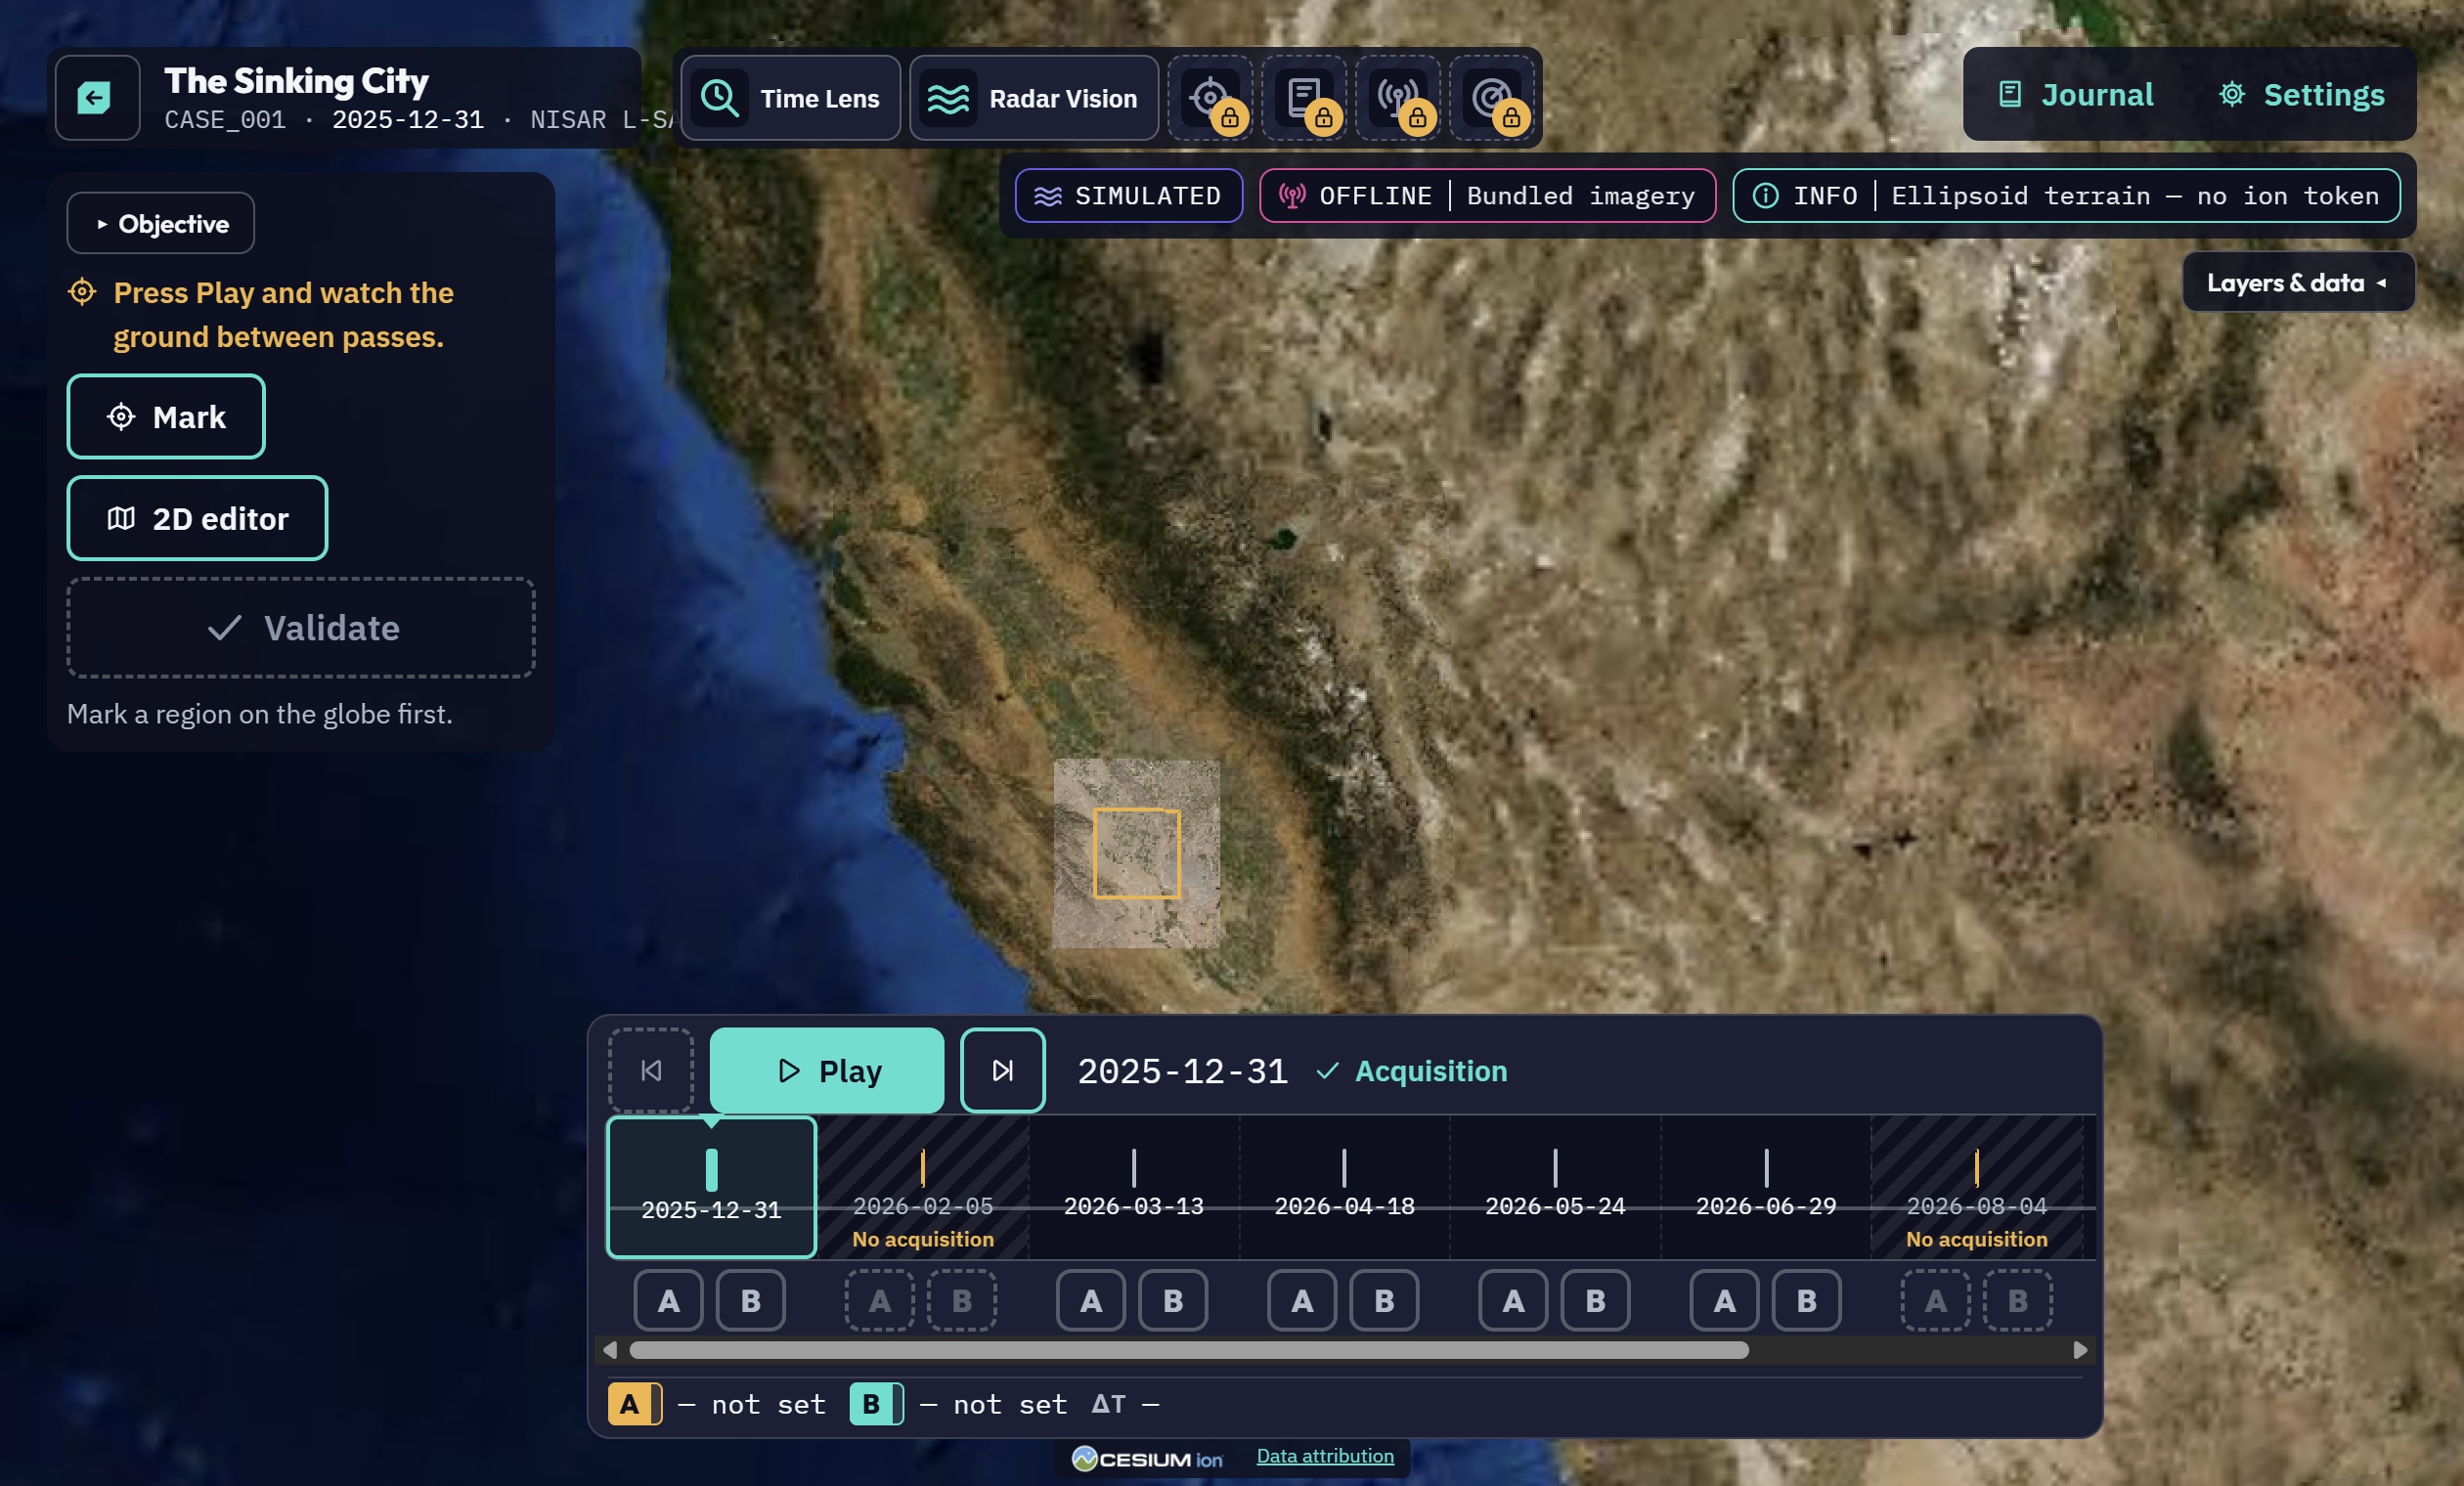 The Sinking City
CASE_001 · 2025-12-31 · NISAR L-SA
Time Lens
Radar Vision
Journal
Settings
SIMULATED
OFFLINE | Bundled imagery
INFO | Ellipsoid terrain — no ion token
Layers & data
Objective
Press Play and watch the
ground between passes.
Mark
2D editor
Validate
Mark a region on the globe first.
Play
2025-12-31
Acquisition
2025-12-31
2026-02-05
No acquisition
2026-03-13
2026-04-18
2026-05-24
2026-06-29
2026-08-04
No acquisition
A B A B A B A B A B A B A B
A — not set B — not set ΔT —
CESIUM ion
Data attribution